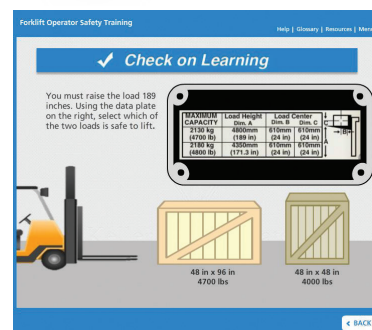 Forklift Operator Safety Training
Help | Glossary | Resources | Menu
Check on Learning
You must raise the load 189
inches. Using the data plate
on the right, select which of
the two loads is safe to lift.
MAXIMUM CAPACITY Load Height Dim. A Load Center Dim. B Dim. C
2130 kg (4700 lb) 4800mm (189 in) 610mm (24 in) 610mm (24 in)
2180 kg (4800 lb) 4350mm (171.3 in) 610mm (24 in) 610mm (24 in)
C
B
A
48 in x 96 in
4700 lbs
48 in x 48 in
4000 lbs
BACK